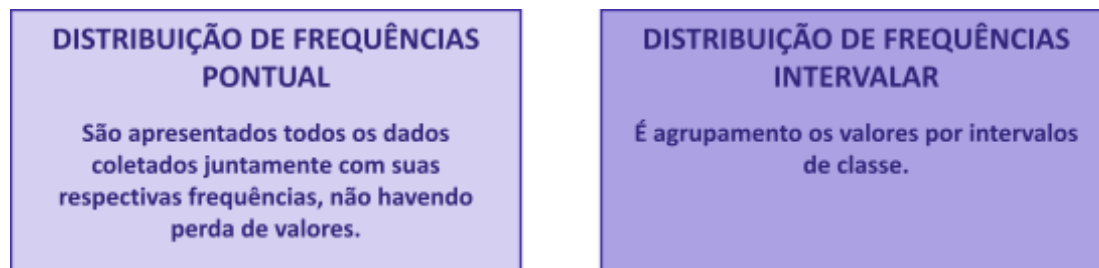 DISTRIBUIÇÃO DE FREQUÊNCIAS
PONTUAL
São apresentados todos os dados
coletados juntamente com suas
respectivas frequências, não havendo
perda de valores.
DISTRIBUIÇÃO DE FREQUÊNCIAS
INTERVALAR
É agrupamento os valores por intervalos
de classe.